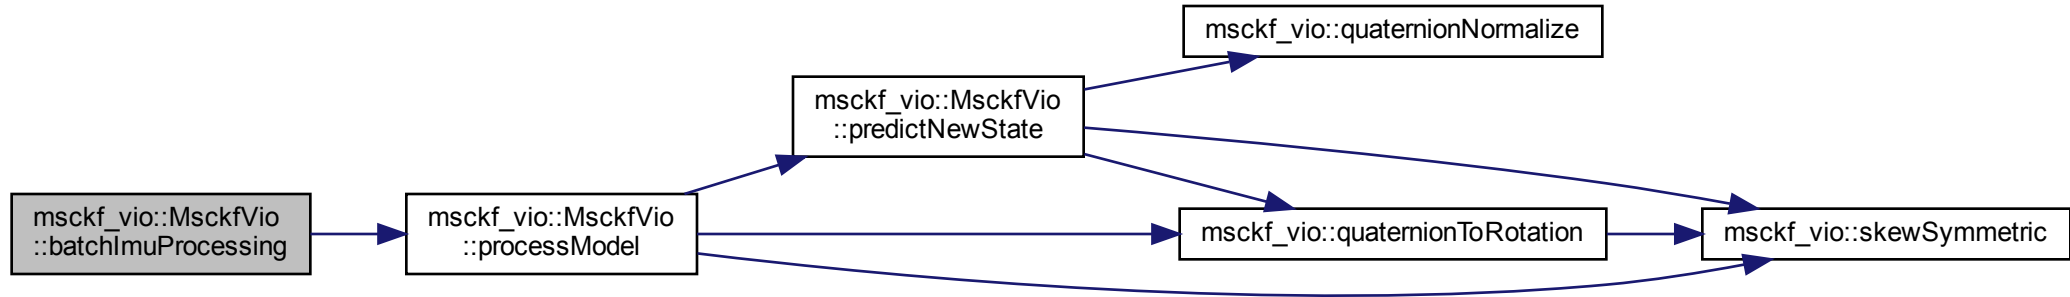 msckf_vio::quaternionNormalize
msckf_vio::MsckfVio
::predictNewState
msckf_vio::MsckfVio
::batchImuProcessing
msckf_vio::MsckfVio
::processModel
msckf_vio::quaternionToRotation
msckf_vio::skewSymmetric